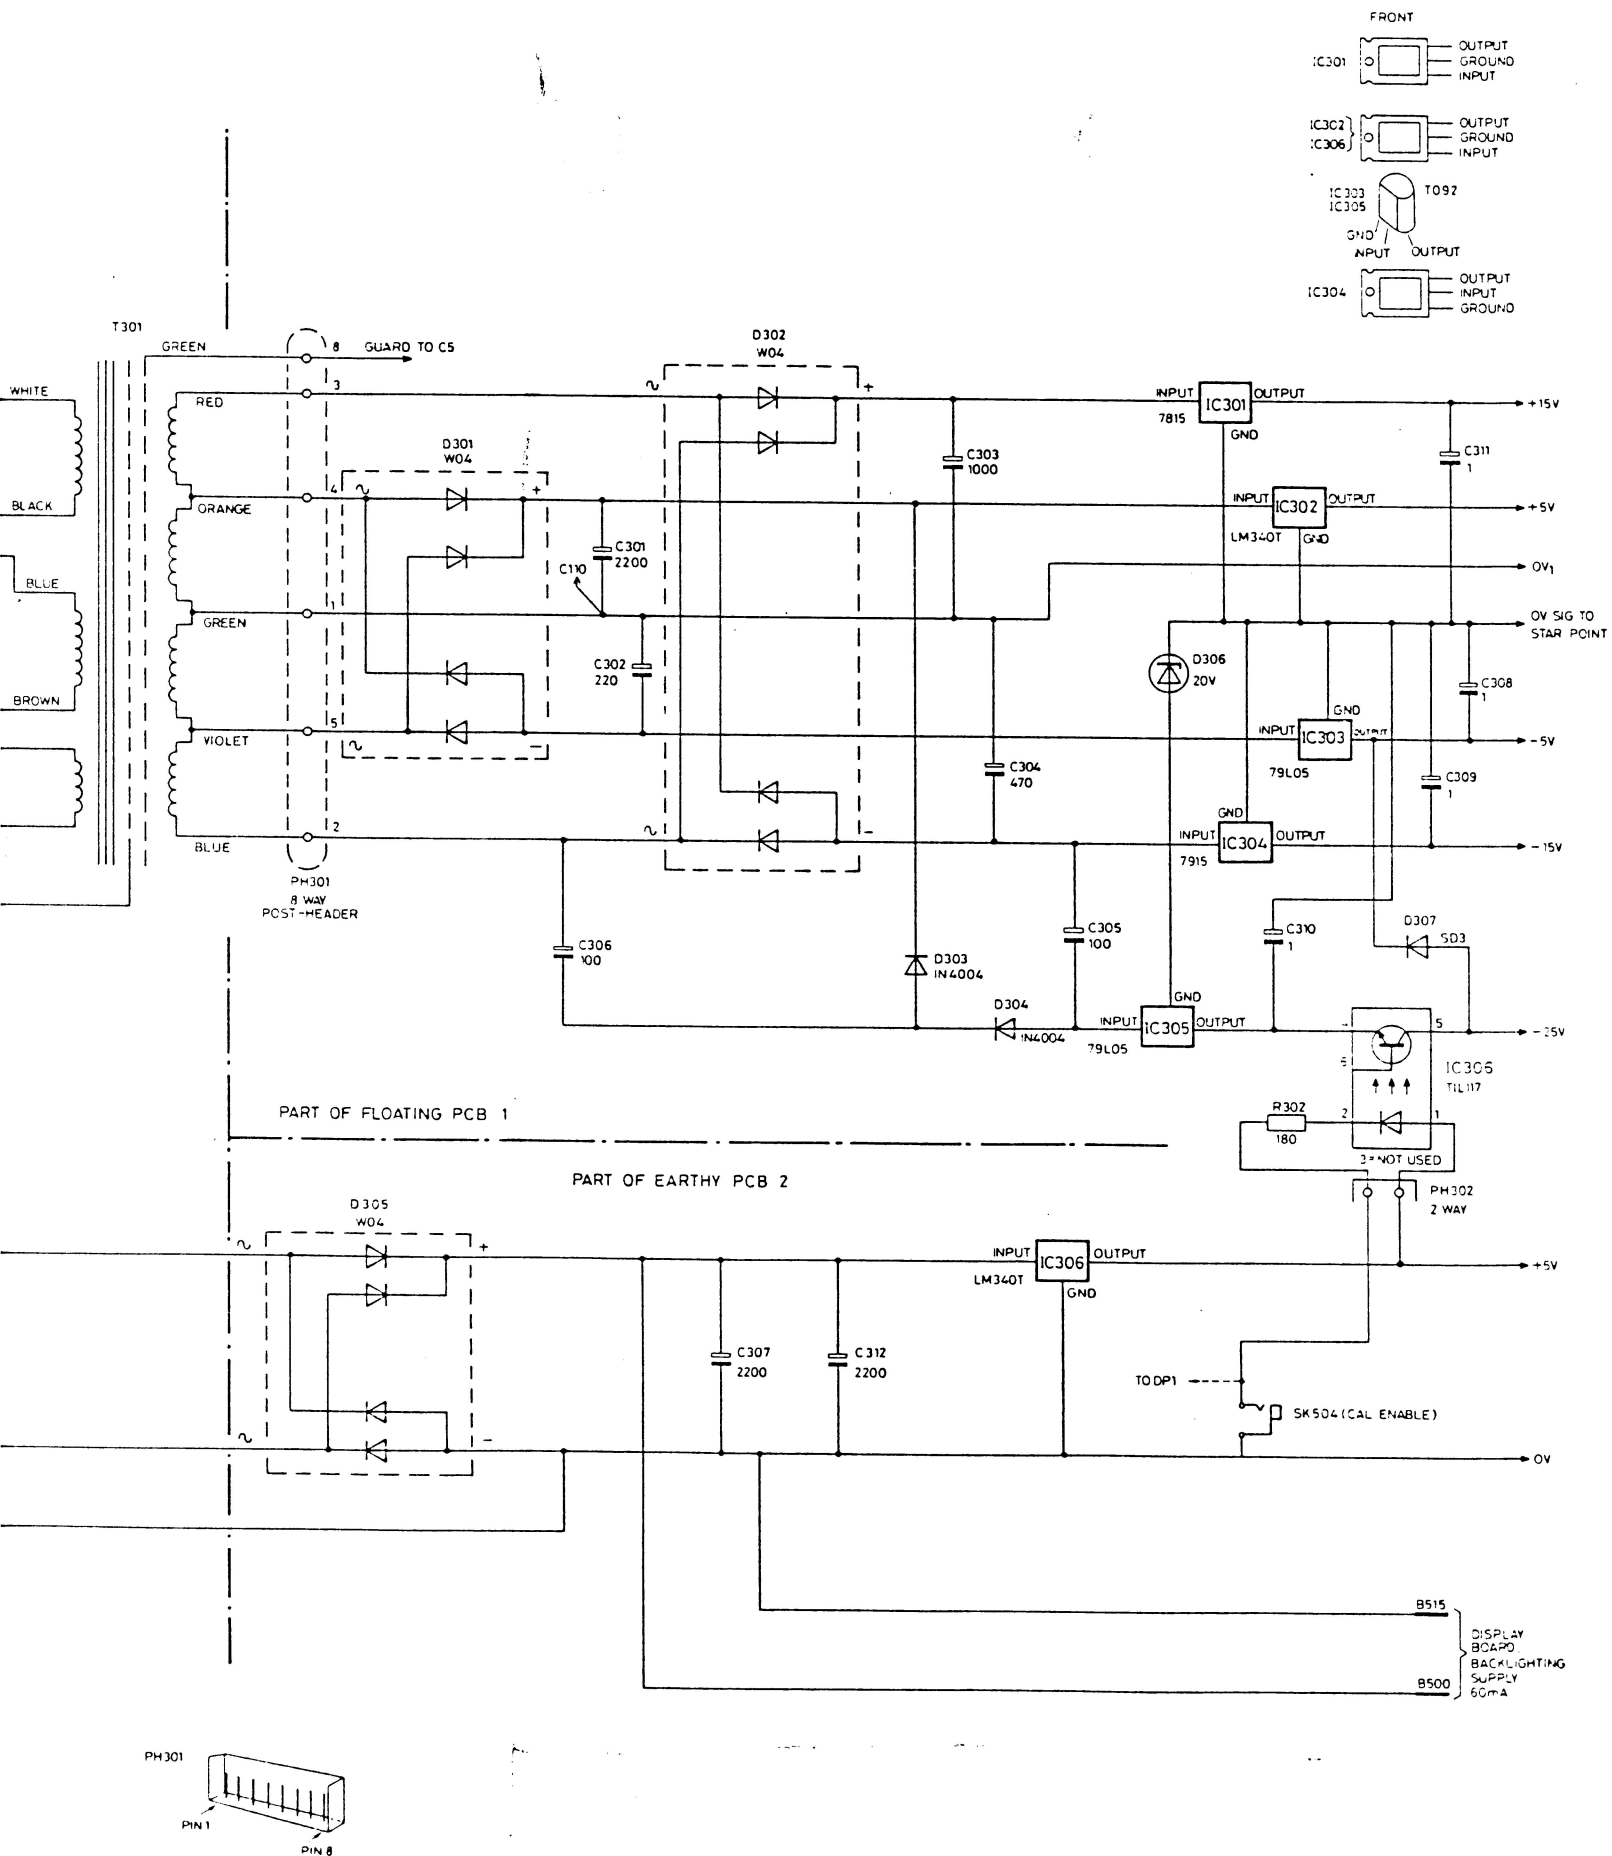 FRONT
IC301
OUTPUT
GROUND
INPUT
IC302
IC306
OUTPUT
GROUND
INPUT
IC303
IC305
TO92
GND
INPUT
OUTPUT
IC304
OUTPUT
INPUT
GROUND
T301
GREEN
8
GUARD TO C5
D302
W04
WHITE
RED
3
~
+
INPUT
IC301
OUTPUT
7815
GND
+15V
D301
W04
C303
1000
C311
1
BLACK
ORANGE
4
~
+
INPUT
IC302
OUTPUT
LM340T
GND
+5V
C301
2200
C110
0V1
BLUE
GREEN
1
0V SIG TO
STAR POINT
C302
220
D306
20V
C308
1
BROWN
VIOLET
5
~
-
GND
INPUT
IC303
OUTPUT
79L05
-5V
C304
470
C309
1
BLUE
2
~
-
GND
INPUT
IC304
OUTPUT
7915
-15V
PH301
8 WAY
POST-HEADER
C306
100
C305
100
C310
1
D307
SD3
D303
IN4004
D304
IN4004
GND
INPUT
IC305
OUTPUT
79L05
5
6
IC306
TIL117
PART OF FLOATING PCB 1
R302
180
2
1
3=NOT USED
PART OF EARTHY PCB 2
PH302
2 WAY
D305
W04
~
+
INPUT
IC306
OUTPUT
LM340T
GND
+5V
C307
2200
C312
2200
TO DP1
SK504 (CAL ENABLE)
~
-
0V
B515
DISPLAY
BOARD
BACKLIGHTING
SUPPLY
60mA
B500
PH301
PIN 1
PIN 8